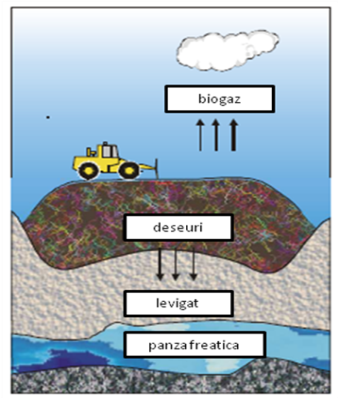 biogaz
deseuri
levigat
panza freatica